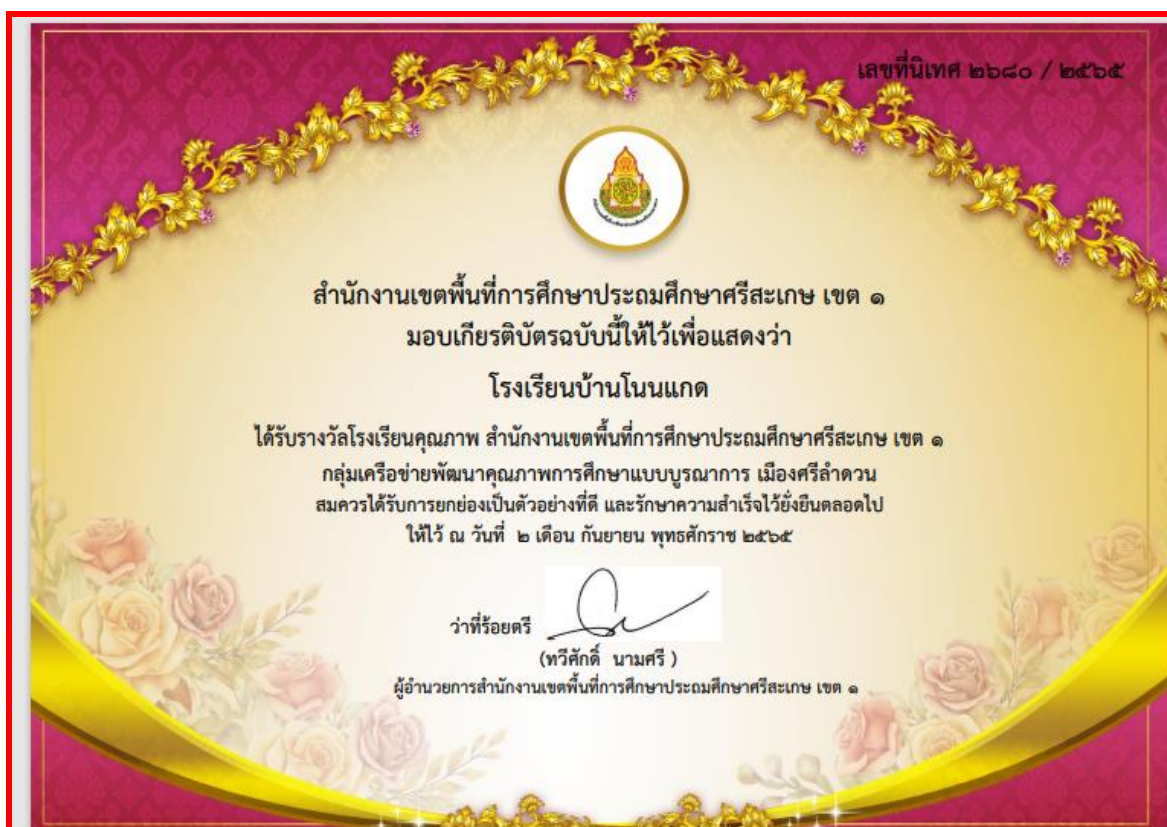 เลขที่นิเทศ ๒๖๘๐ / ๒๕๖๕
สำนักงานเขตพื้นที่การศึกษาประถมศึกษาศรีสะเกษ เขต ๑
มอบเกียรติบัตรฉบับนี้ให้ไว้เพื่อแสดงว่า
โรงเรียนบ้านโนนแกด
ได้รับรางวัลโรงเรียนคุณภาพ สำนักงานเขตพื้นที่การศึกษาประถมศึกษาศรีสะเกษ เขต ๑
กลุ่มเครือข่ายพัฒนาคุณภาพการศึกษาแบบบูรณาการ เมืองศรีลำดวน
สมควรได้รับการยกย่องเป็นตัวอย่างที่ดี และรักษาความสำเร็จไว้ยั่งยืนตลอดไป
ให้ไว้ ณ วันที่ ๒ เดือน กันยายน พุทธศักราช ๒๕๖๕
ว่าที่ร้อยตรี
(ทวีศักดิ์ นามศรี )
ผู้อำนวยการสำนักงานเขตพื้นที่การศึกษาประถมศึกษาศรีสะเกษ เขต ๑